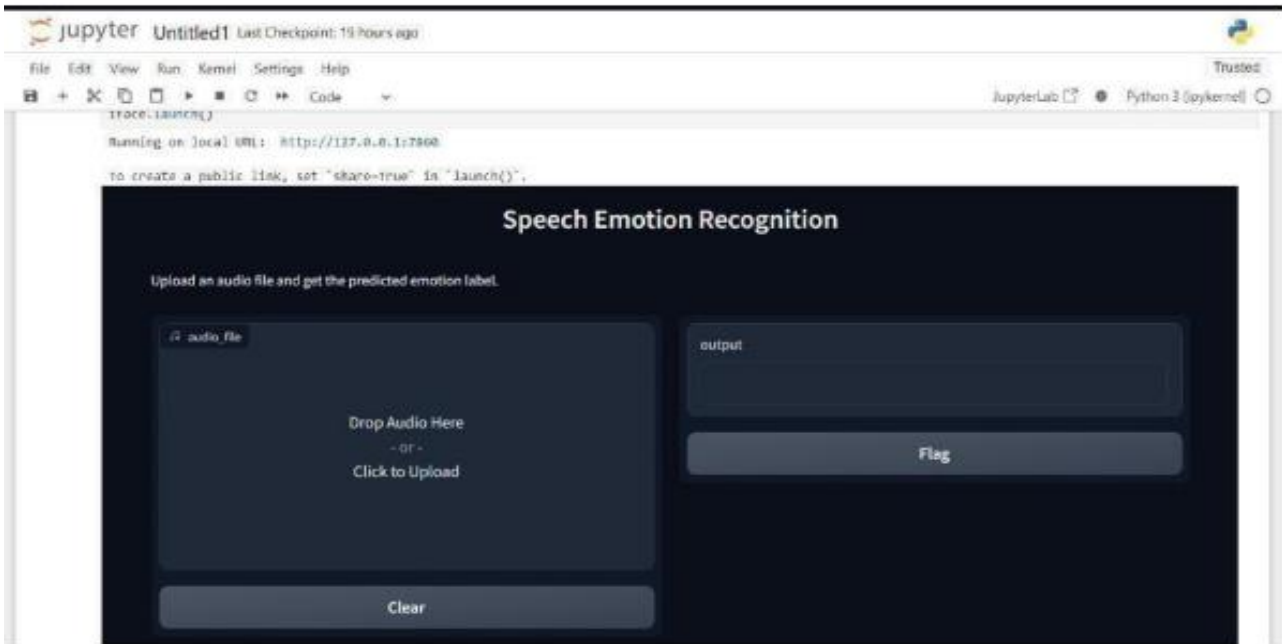 jupyter Untitled1 Last Checkpoint: 19 hours ago
File Edit View Run Kernel Settings Help
Trusted
Code
JupyterLab
Python 3 (ipykernel)
iface.launch()
Running on local URL: http://127.0.0.1:7860
To create a public link, set `share=True` in `launch()`.
Speech Emotion Recognition
Upload an audio file and get the predicted emotion label.
audio_file
Drop Audio Here
- or -
Click to Upload
Clear
output
Flag